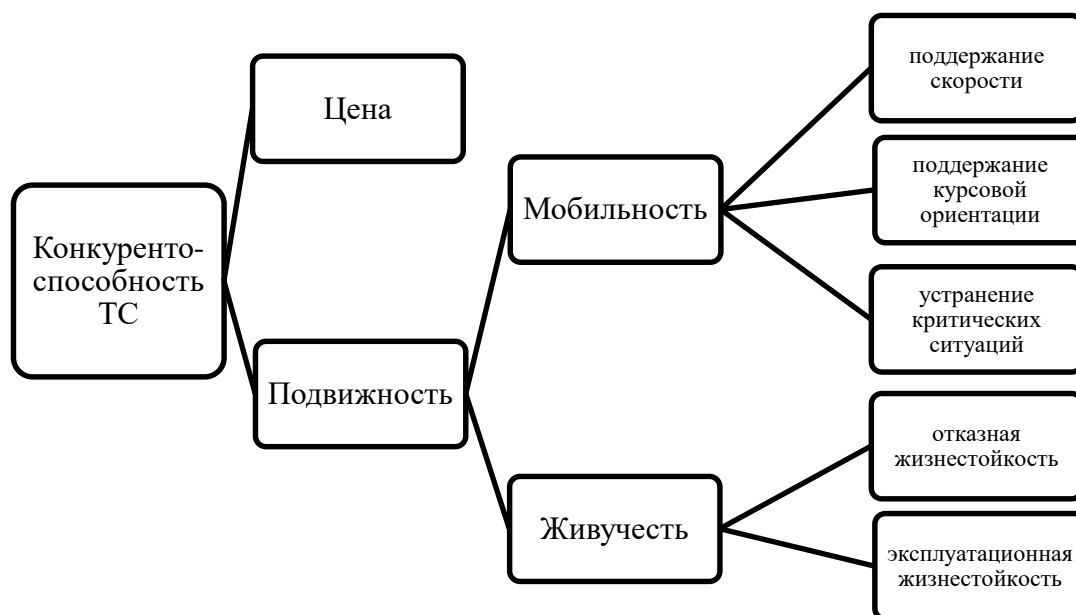 Конкуренто-
способность
ТС
Цена
Подвижность
Мобильность
Живучесть
поддержание
скорости
поддержание
курсовой
ориентации
устранение
критических
ситуаций
отказная
жизнестойкость
эксплуатационная
жизнестойкость